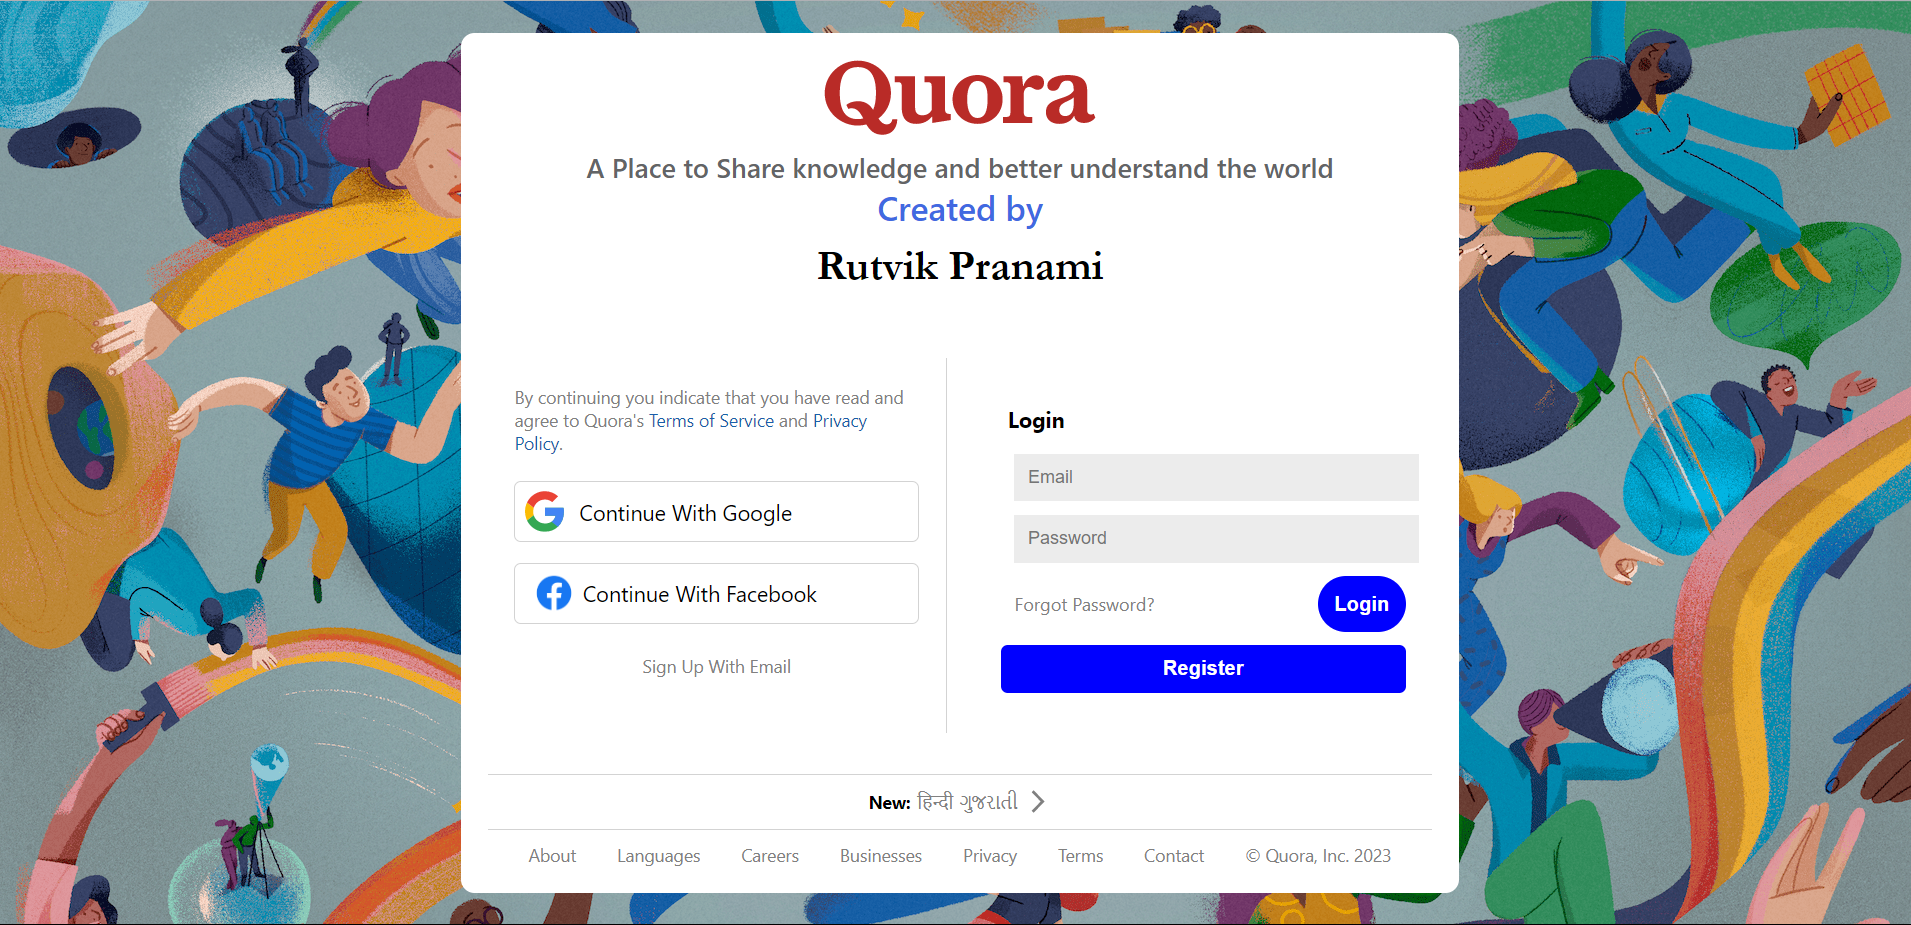 Quora
A Place to Share knowledge and better understand the world
Created by
Rutvik Pranami
By continuing you indicate that you have read and
agree to Quora's Terms of Service and Privacy
Policy.
Continue With Google
Continue With Facebook
Sign Up With Email
Login
Email
Password
Forgot Password?
Login
Register
New: हिन्दी ગુજરાતી
About Languages Careers Businesses Privacy Terms Contact © Quora, Inc. 2023